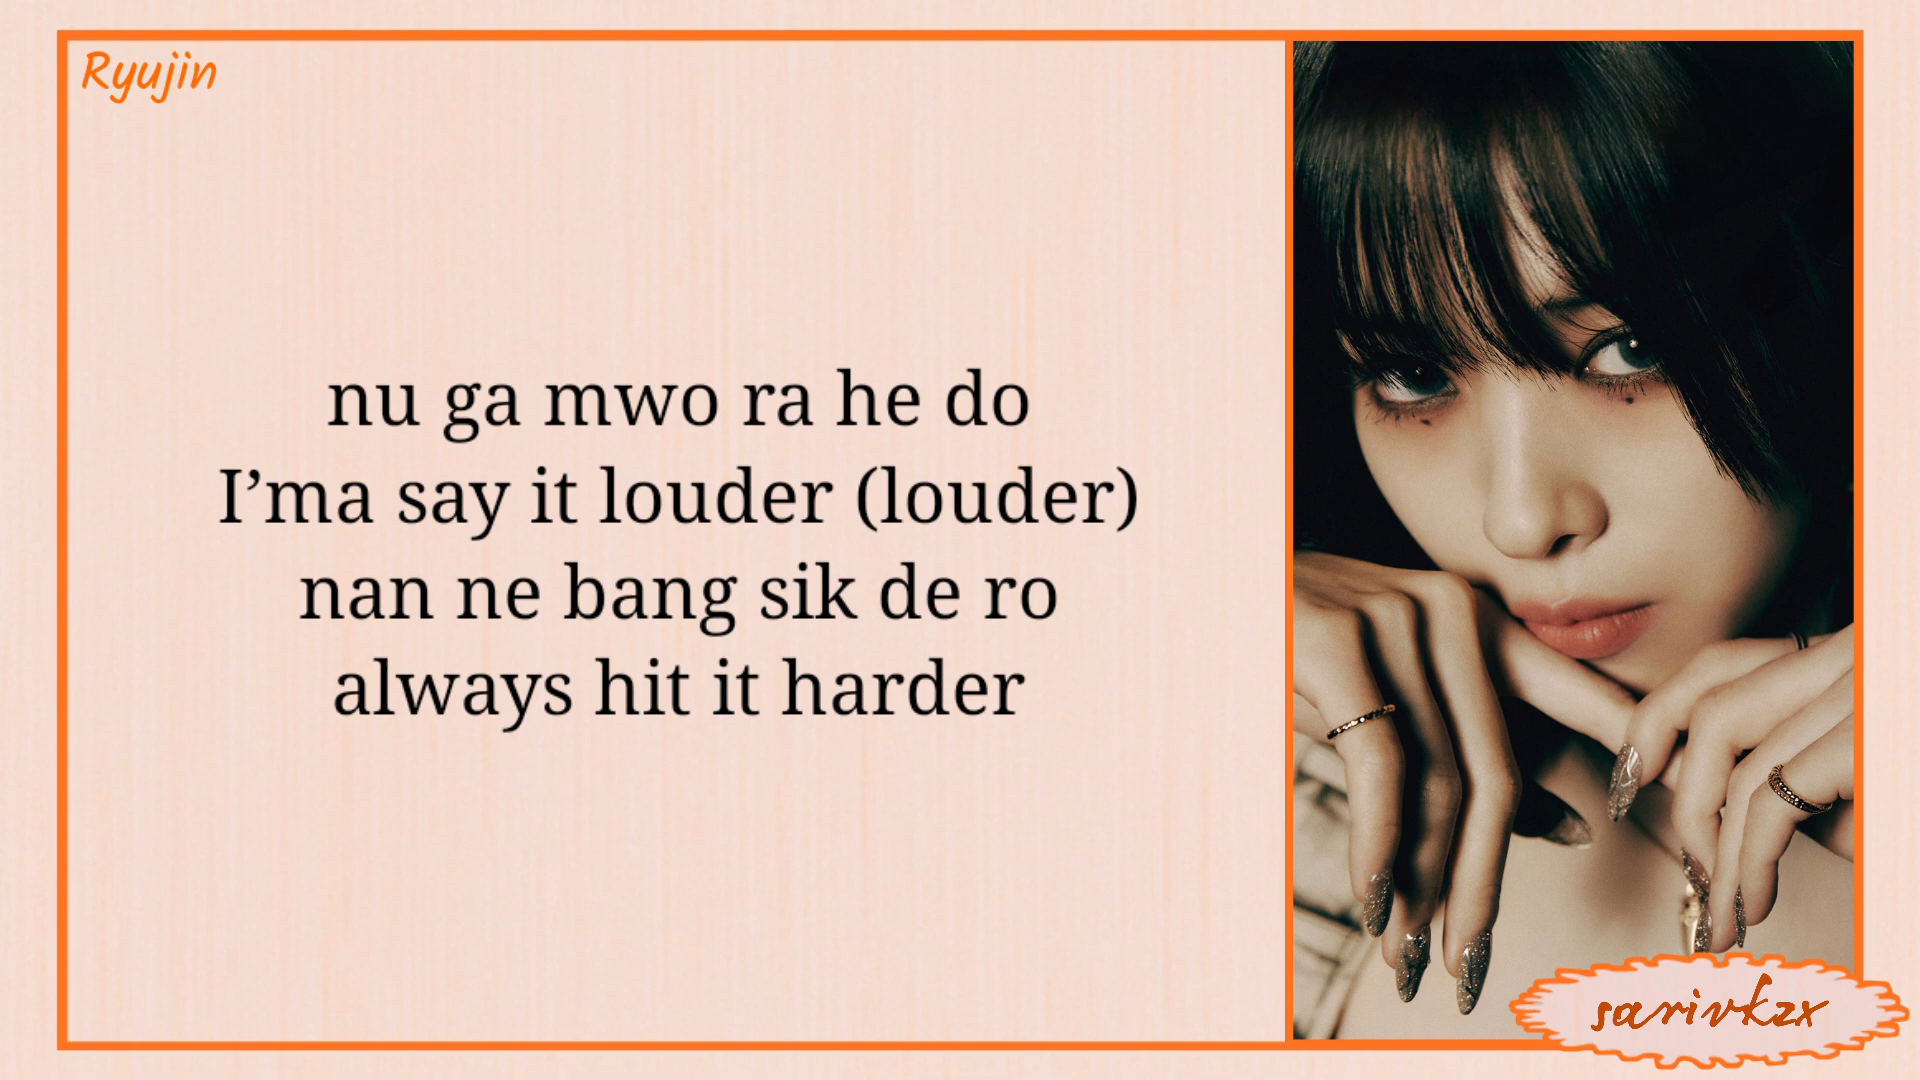 Ryujin
nu ga mwo ra he do
I’ma say it louder (louder)
nan ne bang sik de ro
always hit it harder
sarivkzx